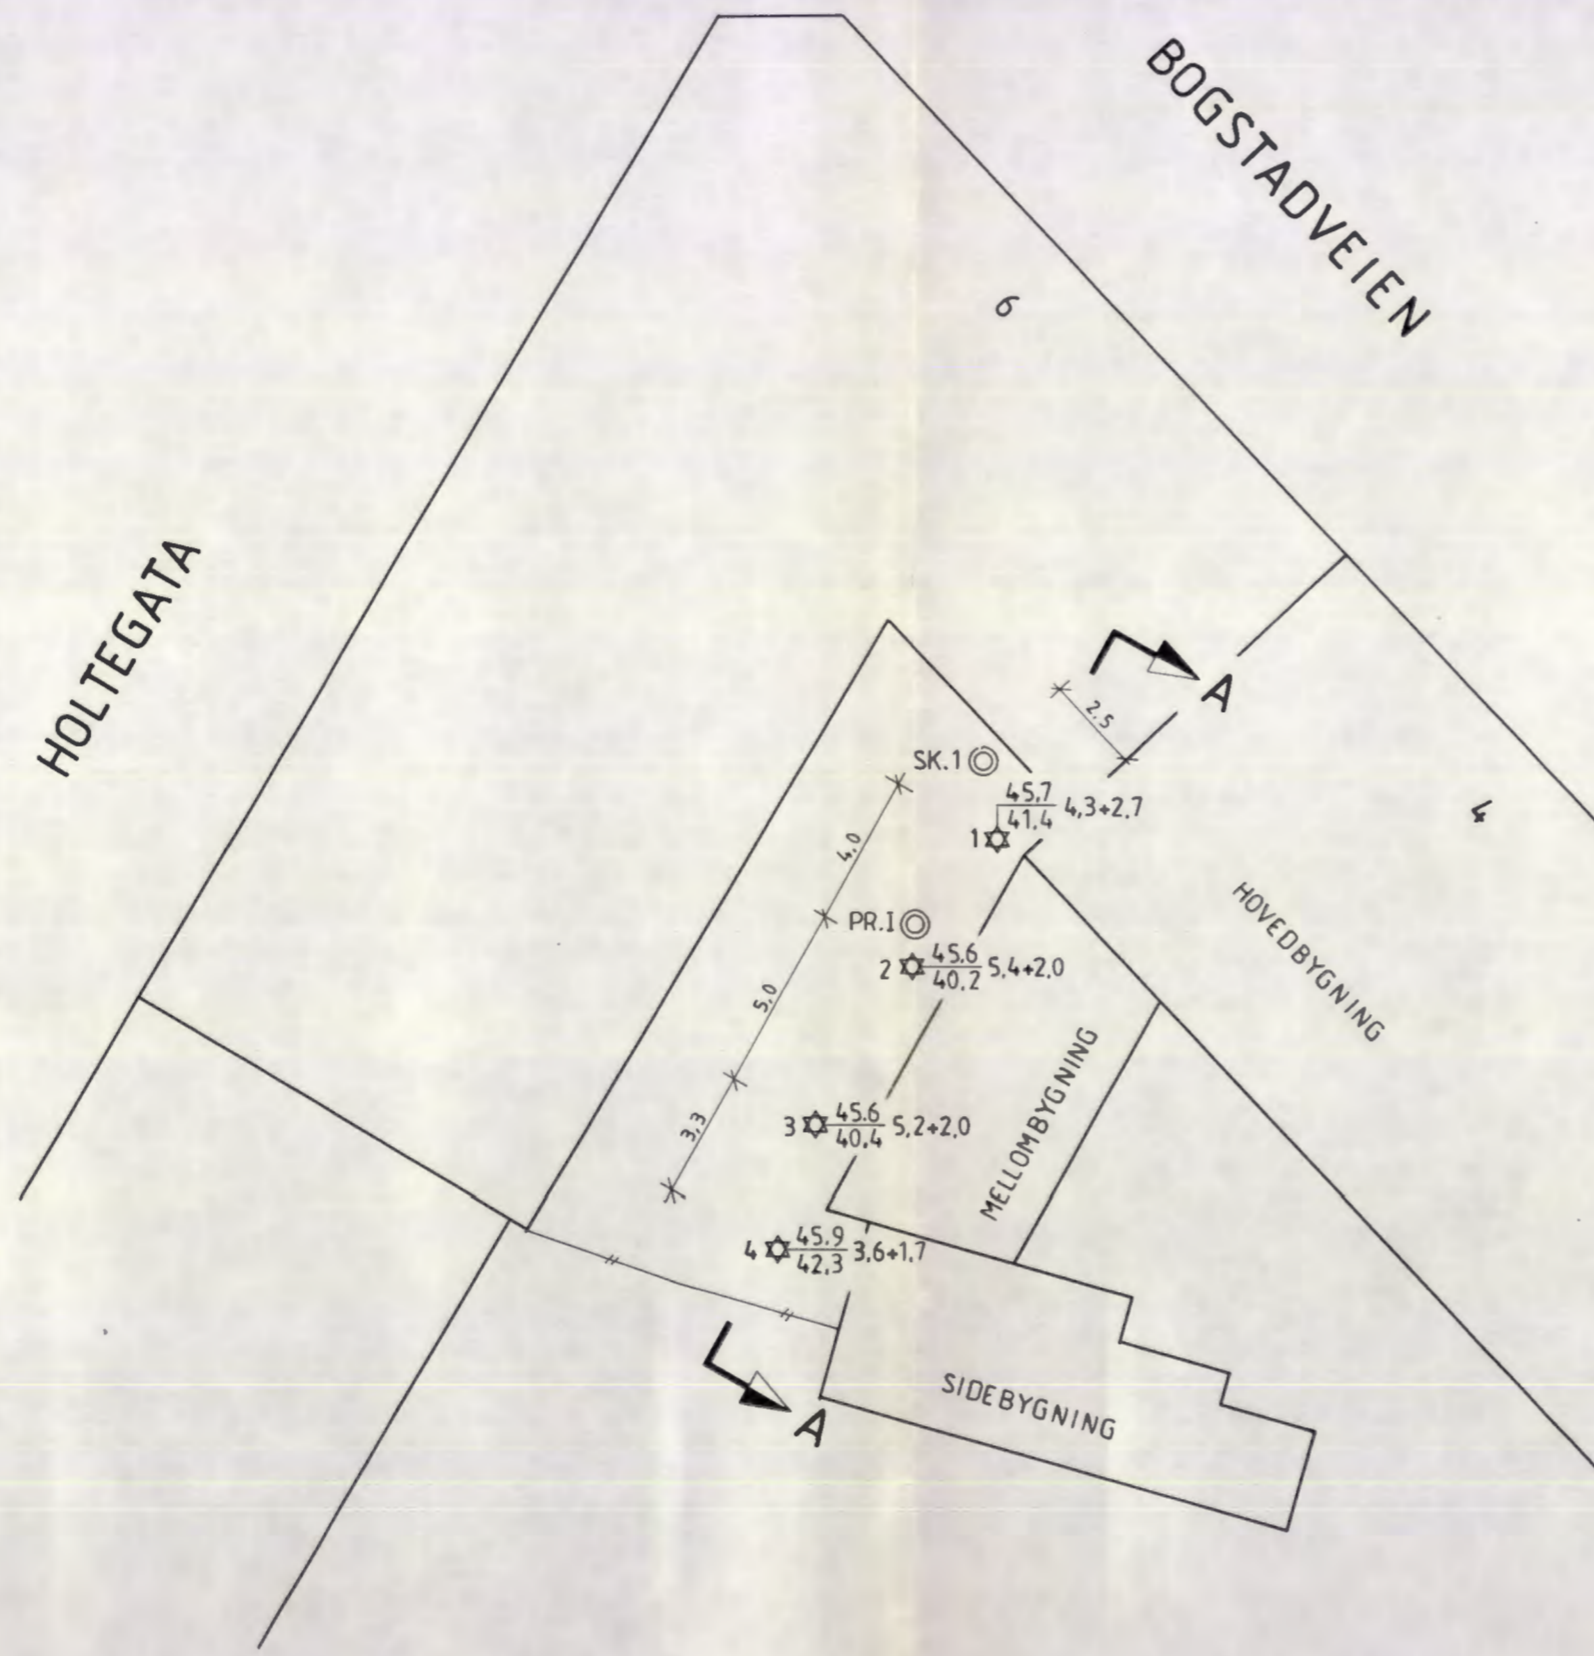 BOGSTADVEIEN
6
HOLTEGATA
A
2,5
SK.1
45,7
41,4
4,3+2,7
1
4
4,0
HOVEDBYGNING
PR.I
2
45,6
40,2
5,4+2,0
5,0
MELLOMBYGNING
3
45,6
40,4
5,2+2,0
3,3
4
45,9
42,3
3,6+1,7
SIDEBYGNING
A